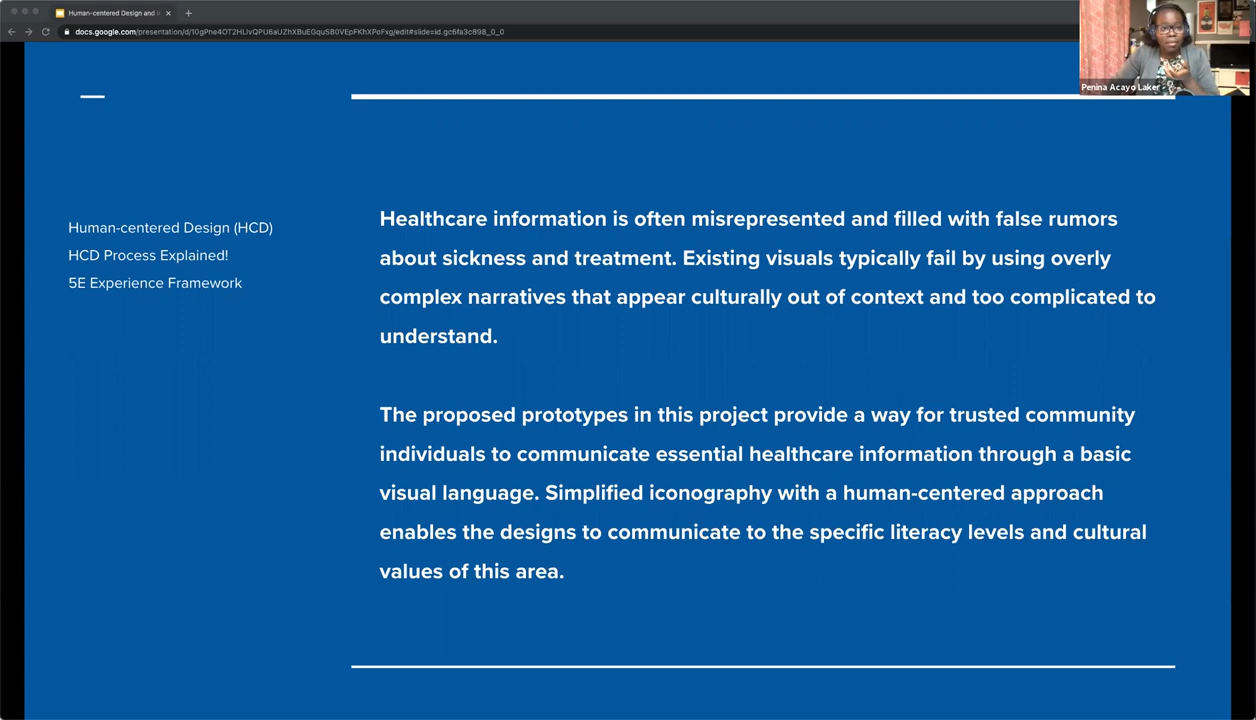 Human-centered Design and I
docs.google.com/presentation/d/10gPne4OT2HLIvQPU6aUZhXBuEGquSB0VEpFKhXPoFxg/edit#slide=id.gc6fa3c898_0_0
Penina Acayo Laker
Human-centered Design (HCD)
HCD Process Explained!
5E Experience Framework
Healthcare information is often misrepresented and filled with false rumors
about sickness and treatment. Existing visuals typically fail by using overly
complex narratives that appear culturally out of context and too complicated to
understand.
The proposed prototypes in this project provide a way for trusted community
individuals to communicate essential healthcare information through a basic
visual language. Simplified iconography with a human-centered approach
enables the designs to communicate to the specific literacy levels and cultural
values of this area.